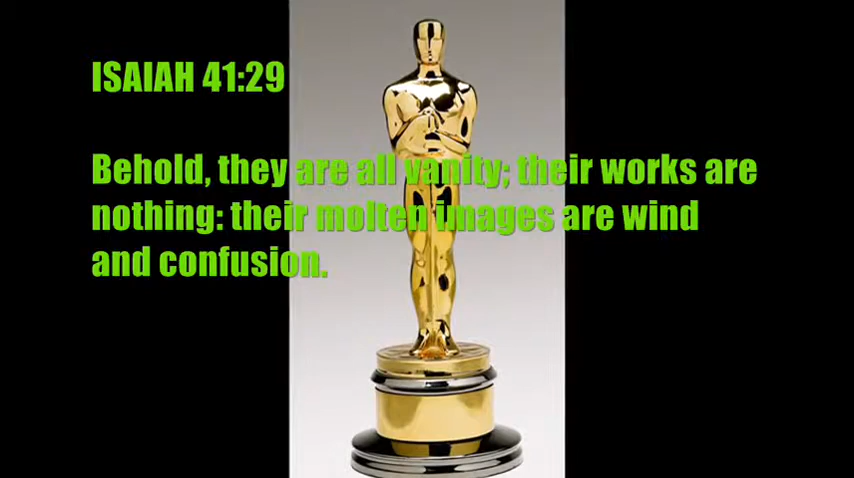 ISAIAH 41:29
Behold, they are all vanity; their works are
nothing: their molten images are wind
and confusion.